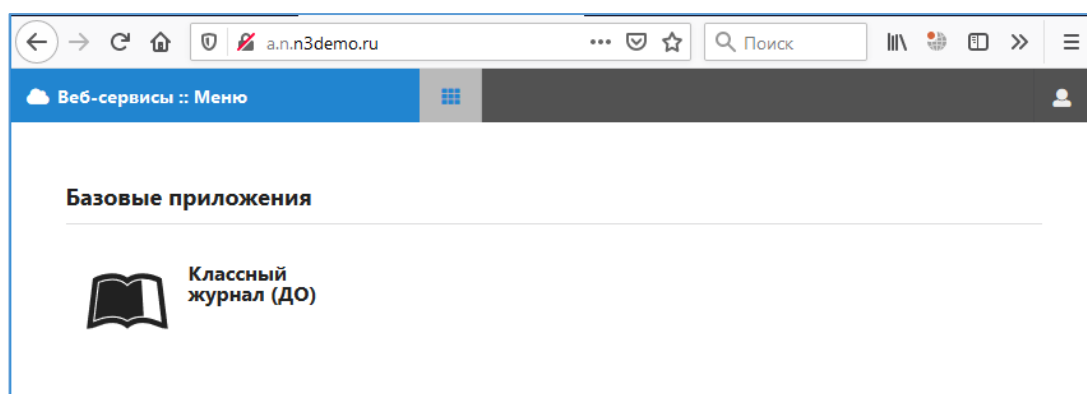 a.n.n3demo.ru
Поиск
Веб-сервисы :: Меню
Базовые приложения
Классный
журнал (ДО)